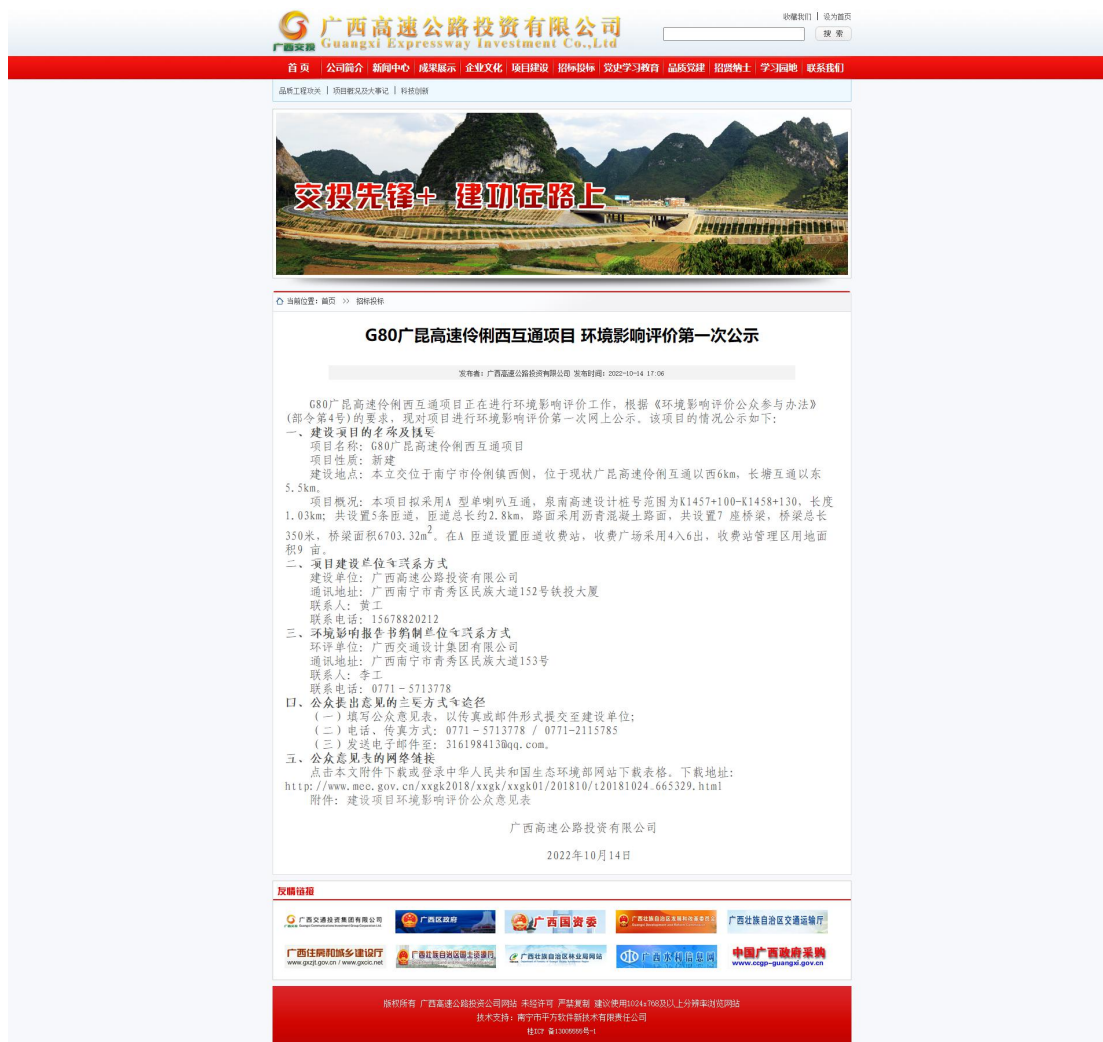 收藏我们 | 设为首页
广西高速公路投资有限公司
广西交投 Guangxi Expressway Investment Co.,Ltd
搜 索
首 页 公司简介 新闻中心 成果展示 企业文化 项目建设 招标投标 党史学习教育 品质党建 招贤纳士 学习园地 联系我们
品质工程攻关 | 项目概况及大事记 | 科技创新
交投先锋+ 建功在路上
当前位置：首页 >> 招标投标
G80广昆高速伶俐西互通项目 环境影响评价第一次公示
发布者：广西高速公路投资有限公司 发布时间：2022-10-14 17:06
G80广昆高速伶俐西互通项目正在进行环境影响评价工作，根据《环境影响评价公众参与办法》
(部令第4号)的要求，现对项目进行环境影响评价第一次网上公示。该项目的情况公示如下：
一、建设项目的名称及概要
项目名称：G80广昆高速伶俐西互通项目
项目性质：新建
建设地点：本立交位于南宁市伶俐镇西侧，位于现状广昆高速伶俐互通以西6km，长塘互通以东
5.5km。
项目概况：本项目拟采用A 型单喇叭互通，泉南高速设计桩号范围为K1457+100-K1458+130，长度
1.03km；共设置5条匝道，匝道总长约2.8km，路面采用沥青混凝土路面，共设置7 座桥梁，桥梁总长
350米，桥梁面积6703.32m²。在A 匝道设置匝道收费站，收费广场采用4入6出，收费站管理区用地面
积9 亩。
二、项目建设单位和联系方式
建设单位：广西高速公路投资有限公司
通讯地址：广西南宁市青秀区民族大道152号铁投大厦
联系人：黄工
联系电话：15678820212
三、环境影响报告书编制单位和联系方式
环评单位：广西交通设计集团有限公司
通讯地址：广西南宁市青秀区民族大道153号
联系人：李工
联系电话：0771－5713778
四、公众提出意见的主要方式和途径
（一）填写公众意见表，以传真或邮件形式提交至建设单位；
（二）电话、传真方式：0771－5713778 / 0771-2115785
（三）发送电子邮件至：316198413@qq.com。
五、公众意见表的网络链接
点击本文附件下载或登录中华人民共和国生态环境部网站下载表格。下载地址：
http://www.mee.gov.cn/xxgk2018/xxgk/xxgk01/201810/t20181024_665329.html
附件：建设项目环境影响评价公众意见表
广西高速公路投资有限公司
2022年10月14日
友情链接
广西交通投资集团有限公司 广西区政府 广西国资委 广西壮族自治区发展和改革委员会 广西壮族自治区交通运输厅
广西住房和城乡建设厅 广西壮族自治区国土资源厅 广西壮族自治区林业局网站 广西水利信息网 中国广西政府采购
www.gxzjt.gov.cn / www.gxcic.net www.ccgp-guangxi.gov.cn
版权所有 广西高速公路投资公司网站 未经许可 严禁复制 建议使用1024x768及以上分辨率浏览网站
技术支持：南宁市平方软件新技术有限责任公司